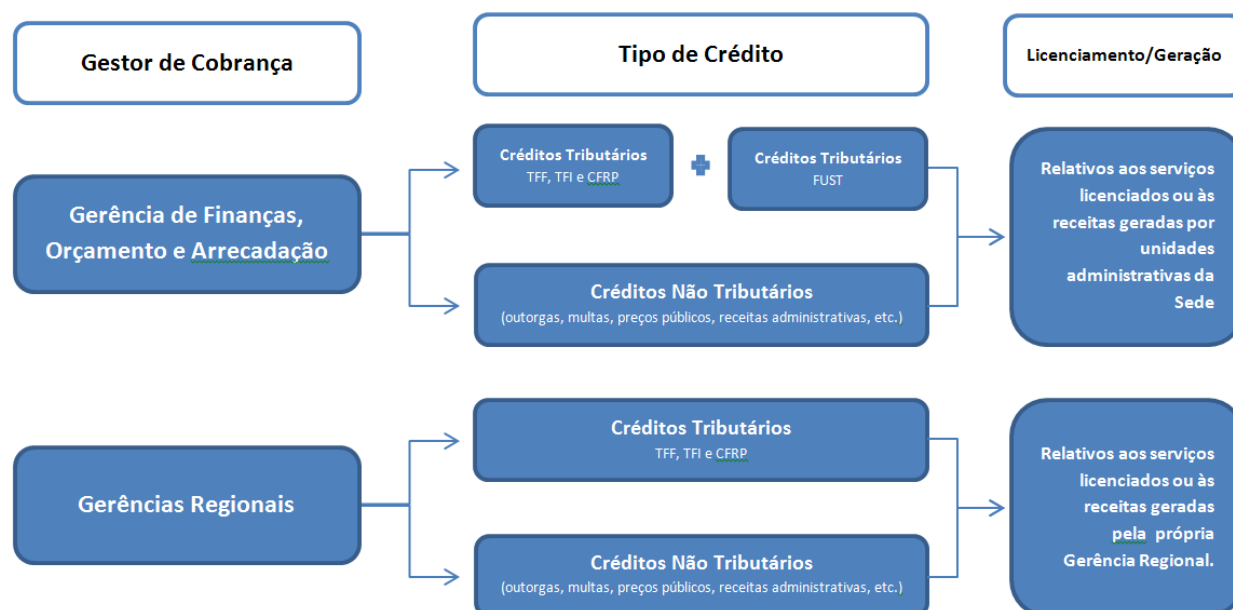 Gestor de Cobrança
Tipo de Crédito
Licenciamento/Geração
Gerência de Finanças,
Orçamento e Arrecadação
Créditos Tributários
TFF, TFI e CFRP
Créditos Tributários
FUST
Créditos Não Tributários
(outorgas, multas, preços públicos, receitas administrativas, etc.)
Relativos aos serviços
licenciados ou às
receitas geradas por
unidades
administrativas da
Sede
Gerências Regionais
Créditos Tributários
TFF, TFI e CFRP
Créditos Não Tributários
(outorgas, multas, preços públicos, receitas administrativas, etc.)
Relativos aos serviços
licenciados ou às
receitas geradas
pela própria
Gerência Regional.